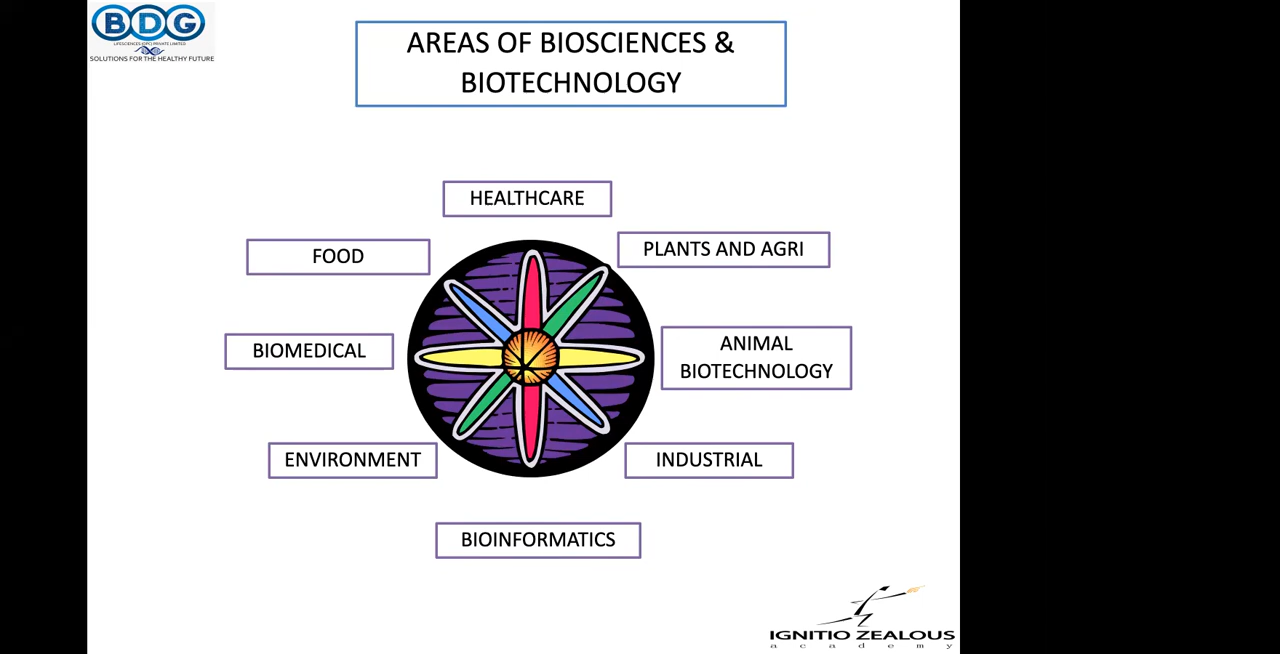 BDG
LIFESCIENCES (OPC) PRIVATE LIMITED
SOLUTIONS FOR THE HEALTHY FUTURE
AREAS OF BIOSCIENCES &
BIOTECHNOLOGY
HEALTHCARE
FOOD
PLANTS AND AGRI
BIOMEDICAL
ANIMAL
BIOTECHNOLOGY
ENVIRONMENT
INDUSTRIAL
BIOINFORMATICS
IGNITIO ZEALOUS
academy